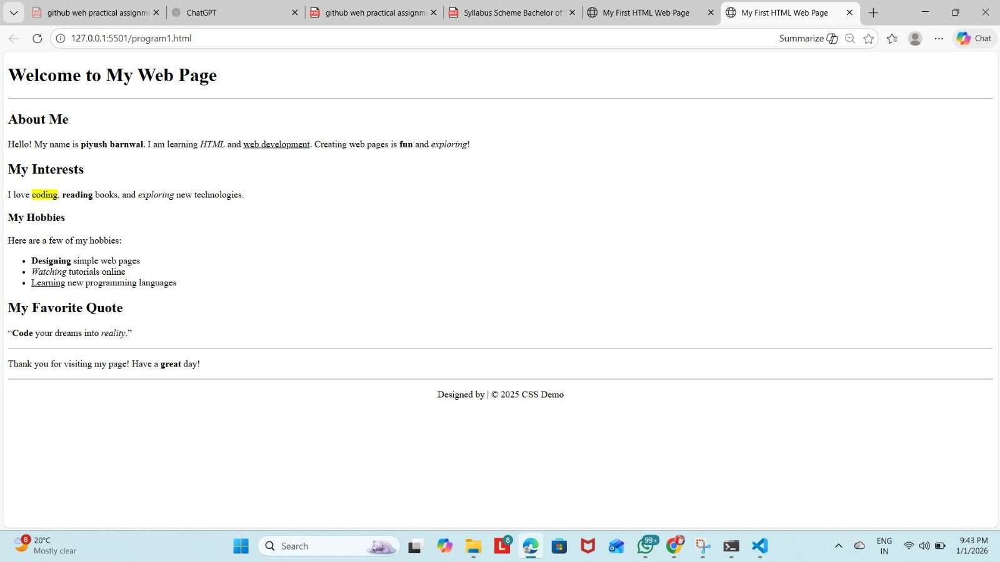 github weh practical assignm
ChatGPT
github weh practical assignm
Syllabus Scheme Bachelor of
My First HTML Web Page
My First HTML Web Page
127.0.0.1:5501/program1.html
Summarize
Chat
Welcome to My Web Page
About Me
Hello! My name is piyush barnwal. I am learning HTML and web development. Creating web pages is fun and exploring!
My Interests
I love coding, reading books, and exploring new technologies.
My Hobbies
Here are a few of my hobbies:
• Designing simple web pages
• Watching tutorials online
• Learning new programming languages
My Favorite Quote
“Code your dreams into reality.”
Thank you for visiting my page! Have a great day!
Designed by | © 2025 CSS Demo
8
20°C
Mostly clear
Search
L
8
99+
ENG
IN
9:43 PM
1/1/2026